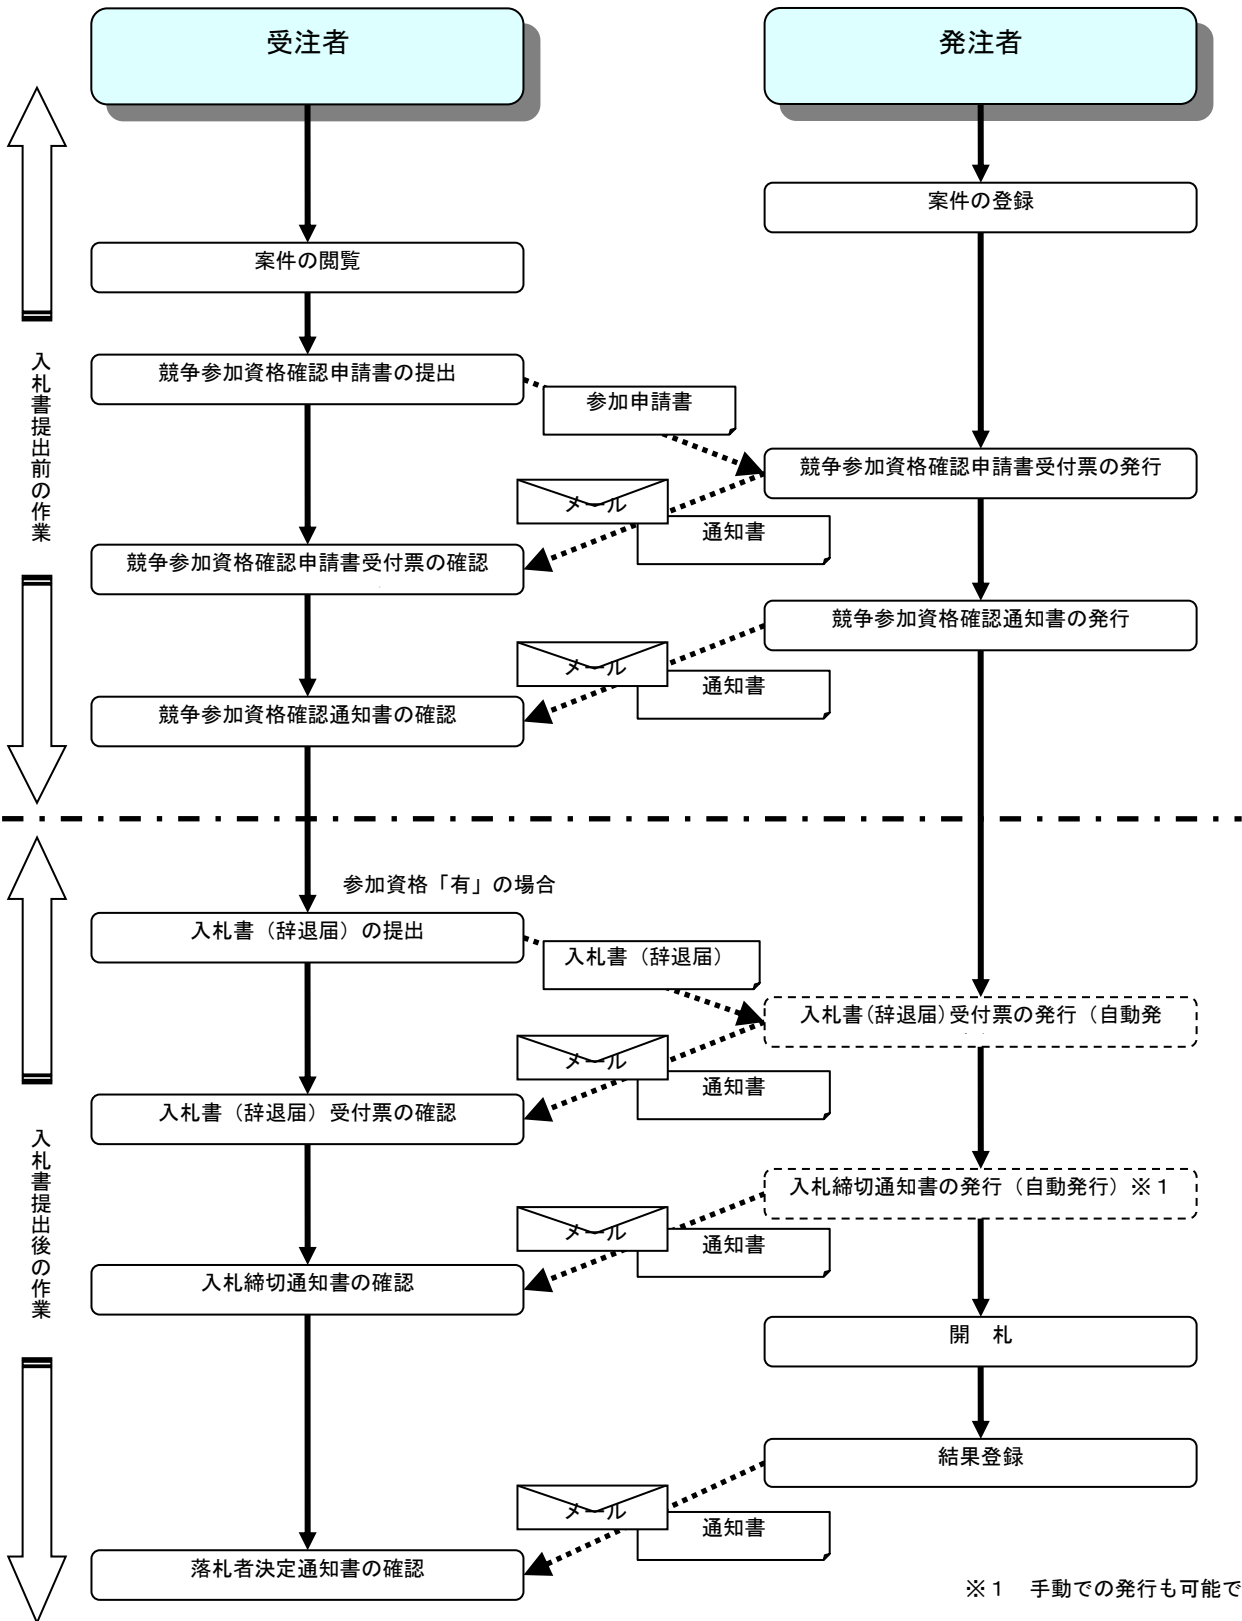 受注者
発注者
案件の登録
案件の閲覧
入札書提出前の作業
競争参加資格確認申請書の提出
参加申請書
競争参加資格確認申請書受付票の発行
メール
通知書
競争参加資格確認申請書受付票の確認
競争参加資格確認通知書の発行
メール
通知書
競争参加資格確認通知書の確認
参加資格「有」の場合
入札書（辞退届）の提出
入札書（辞退届）
入札書(辞退届)受付票の発行（自動発
メール
通知書
入札書（辞退届）受付票の確認
入札書提出後の作業
入札締切通知書の発行（自動発行）※１
メール
通知書
入札締切通知書の確認
開　札
結果登録
メール
通知書
落札者決定通知書の確認
※１　手動での発行も可能で